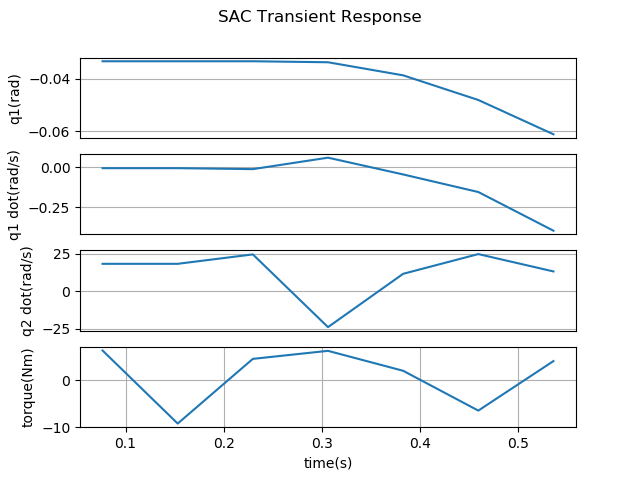 SAC Transient Response
q1(rad)
−0.04
−0.06
q1 dot(rad/s)
0.00
−0.25
q2 dot(rad/s)
25
0
−25
torque(Nm)
0
−10
0.1 0.2 0.3 0.4 0.5
time(s)